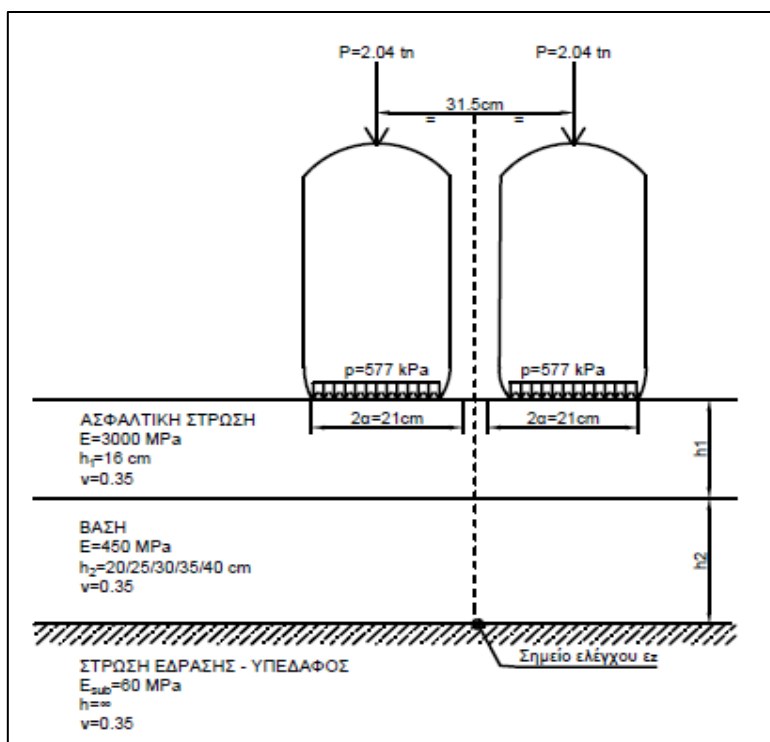 P=2.04 tn P=2.04 tn
31.5cm
= =
p=577 kPa p=577 kPa
2α=21cm 2α=21cm
ΑΣΦΑΛΤΙΚΗ ΣΤΡΩΣΗ
E=3000 MPa
h₁=16 cm
v=0.35
h1
ΒΑΣΗ
E=450 MPa
h₂=20/25/30/35/40 cm
v=0.35
h2
Σημείο ελέγχου εz
ΣΤΡΩΣΗ ΕΔΡΑΣΗΣ - ΥΠΕΔΑΦΟΣ
Esub=60 MPa
h=∞
v=0.35